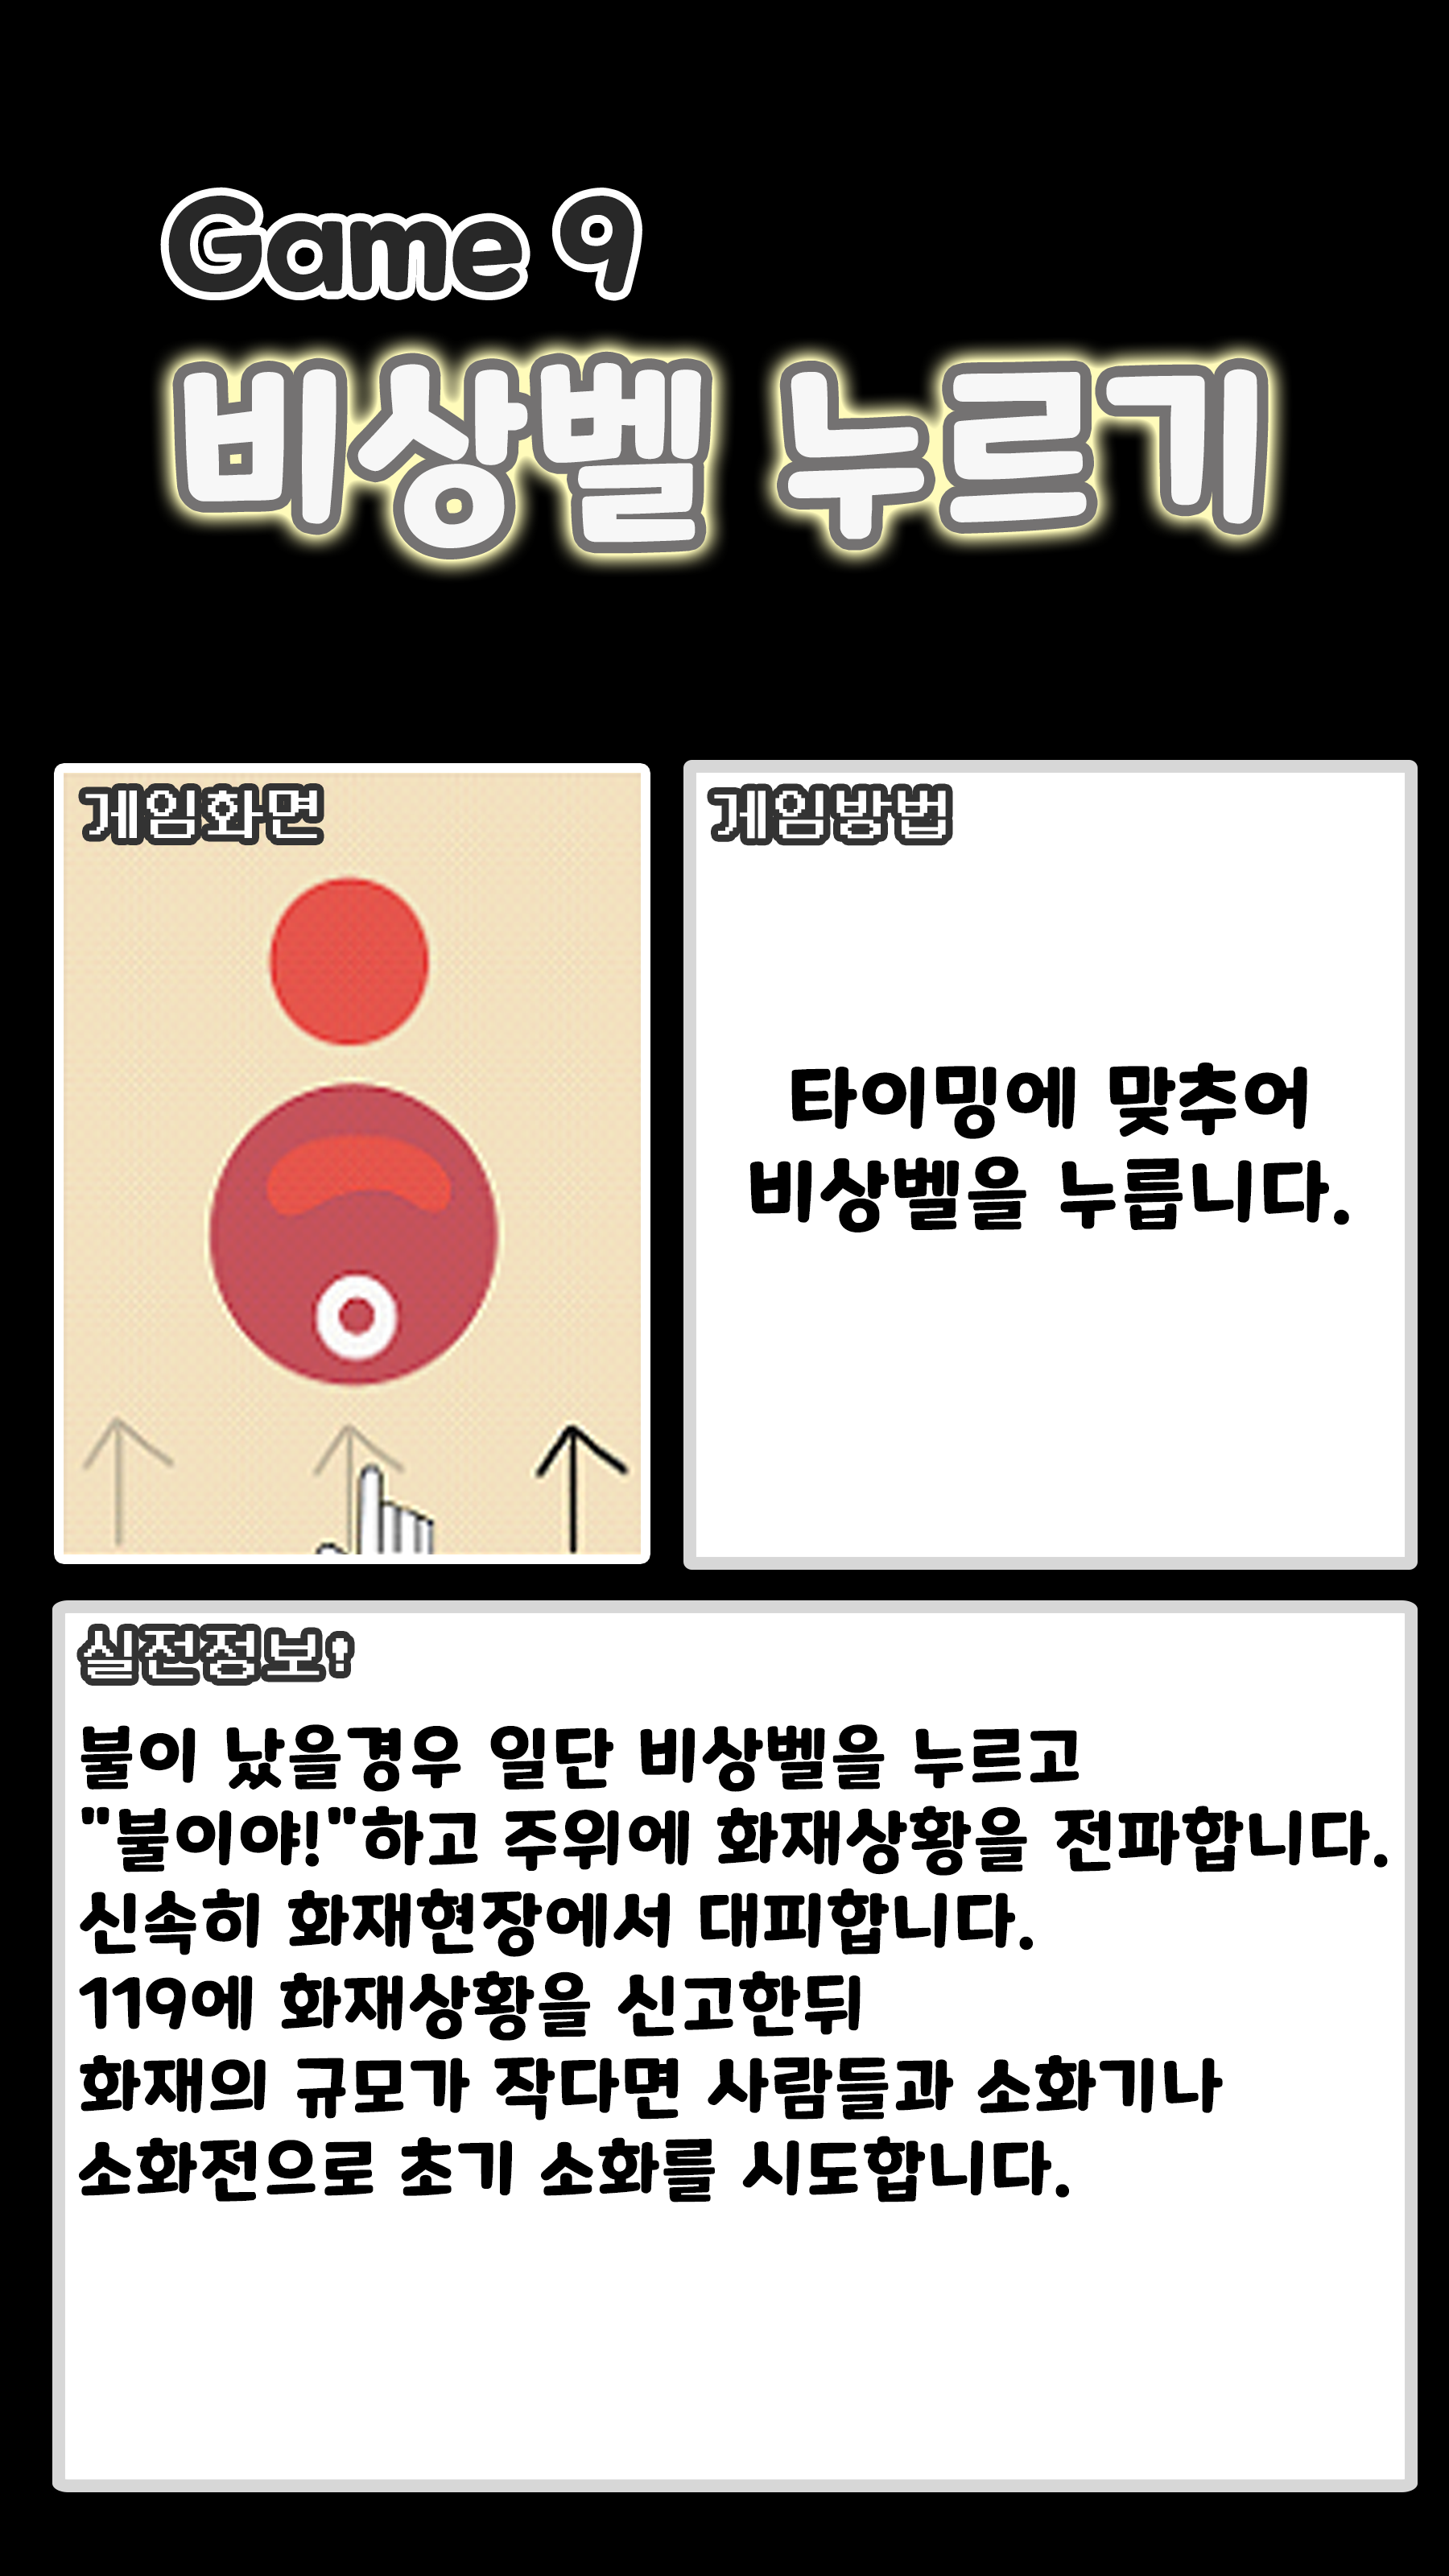 Game 9
비상벨 누르기
게임화면
게임방법
타이밍에 맞추어
비상벨을 누릅니다.
실전정보!
불이 났을경우 일단 비상벨을 누르고
"불이야!"하고 주위에 화재상황을 전파합니다.
신속히 화재현장에서 대피합니다.
119에 화재상황을 신고한뒤
화재의 규모가 작다면 사람들과 소화기나
소화전으로 초기 소화를 시도합니다.